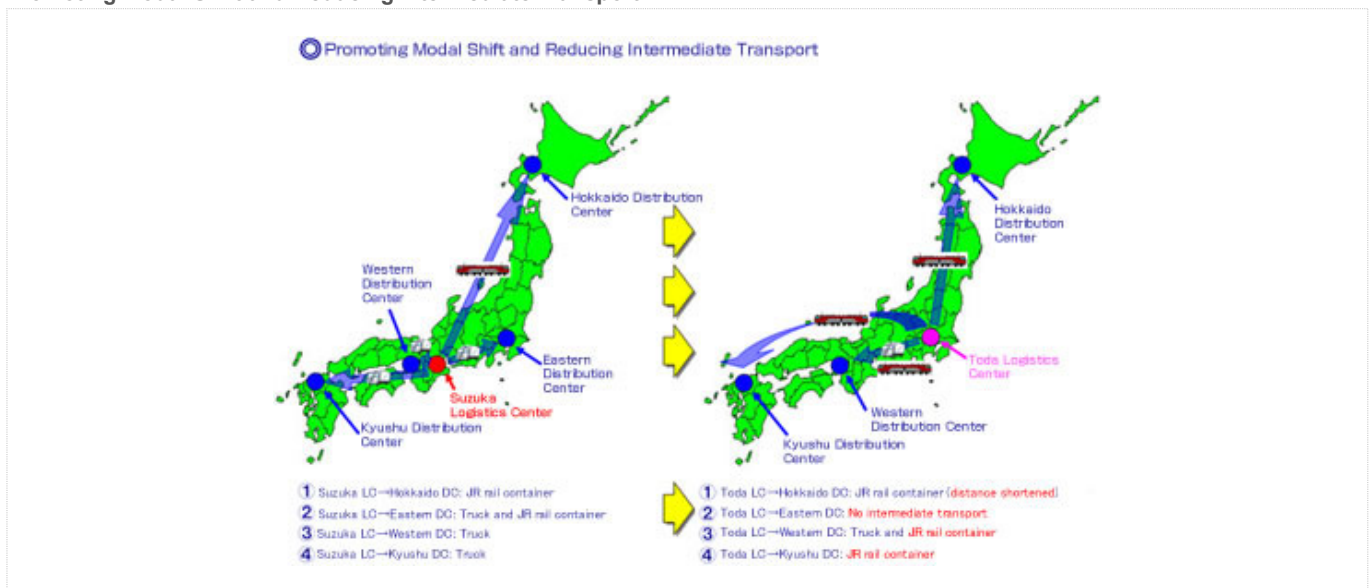 ◎Promoting Modal Shift and Reducing Intermediate Transport
Hokkaido Distribution
Center
Western
Distribution
Center
Eastern
Distribution
Center
Suzuka
Logistics Center
Kyushu Distribution
Center
Hokkaido
Distribution
Center
Toda Logistics
Center
Western
Distribution Center
Kyushu Distribution
Center
① Suzuka LC→Hokkaido DC: JR rail container
② Suzuka LC→Eastern DC: Truck and JR rail container
③ Suzuka LC→Western DC: Truck
④ Suzuka LC→Kyushu DC: Truck
① Toda LC→Hokkaido DC: JR rail container (distance shortened)
② Toda LC→Eastern DC: No intermediate transport
③ Toda LC→Western DC: Truck and JR rail container
④ Toda LC→Kyushu DC: JR rail container